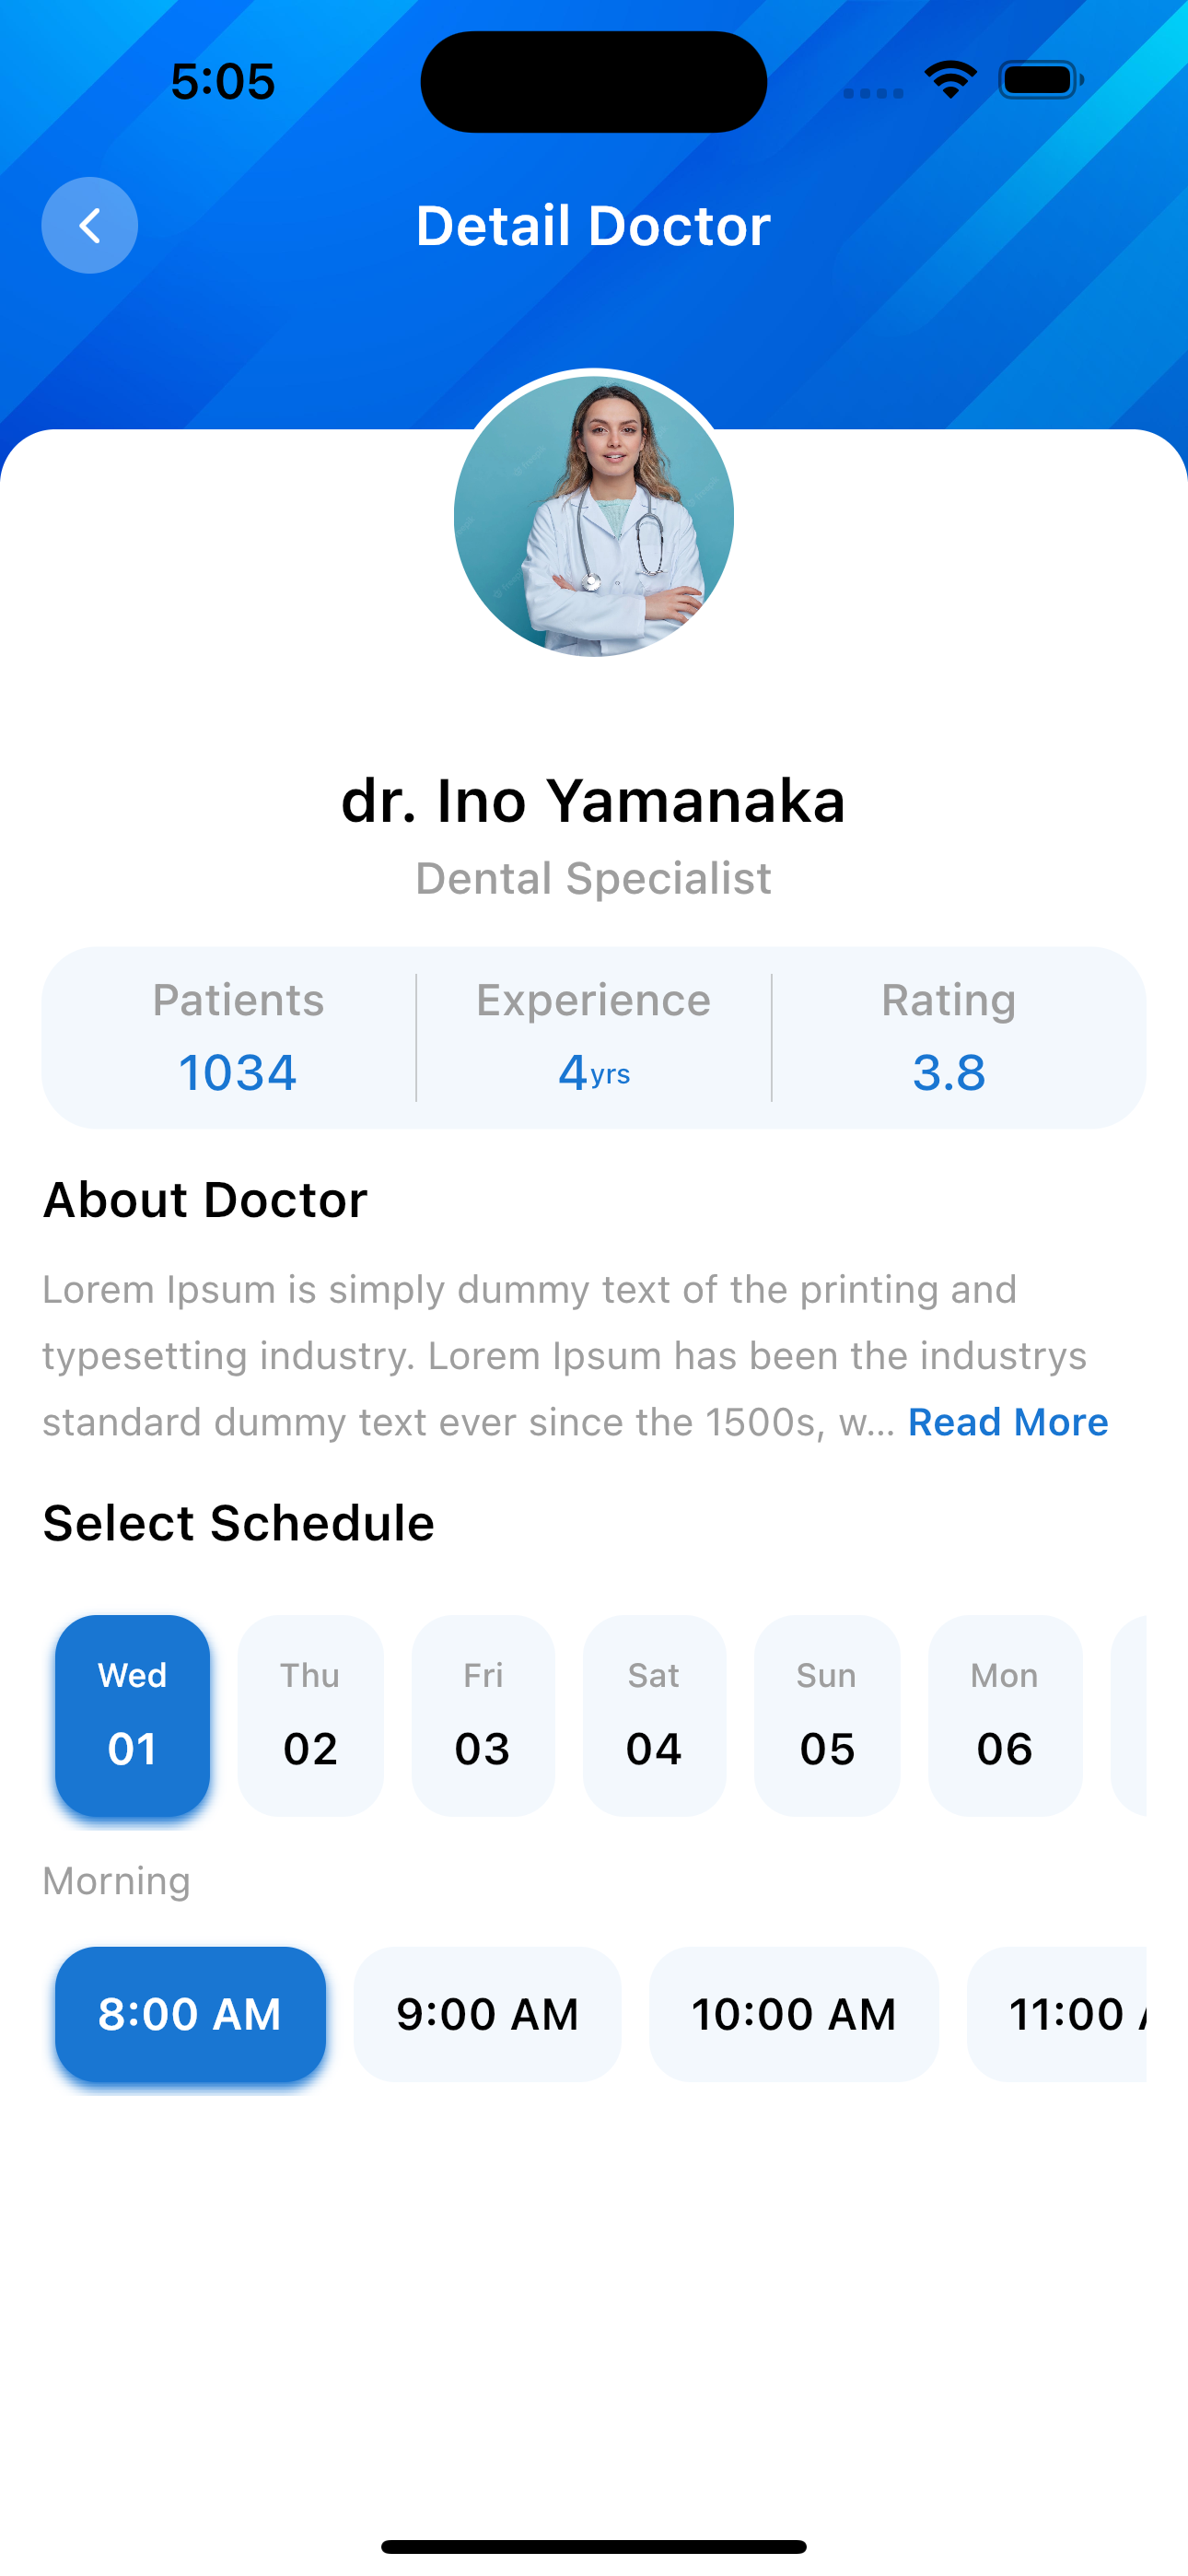 5:05
Detail Doctor
dr. Ino Yamanaka
Dental Specialist
Patients Experience Rating
1034 4yrs 3.8
About Doctor
Lorem Ipsum is simply dummy text of the printing and
typesetting industry. Lorem Ipsum has been the industrys
standard dummy text ever since the 1500s, w... Read More
Select Schedule
Wed Thu Fri Sat Sun Mon
01 02 03 04 05 06
Morning
8:00 AM 9:00 AM 10:00 AM 11:00